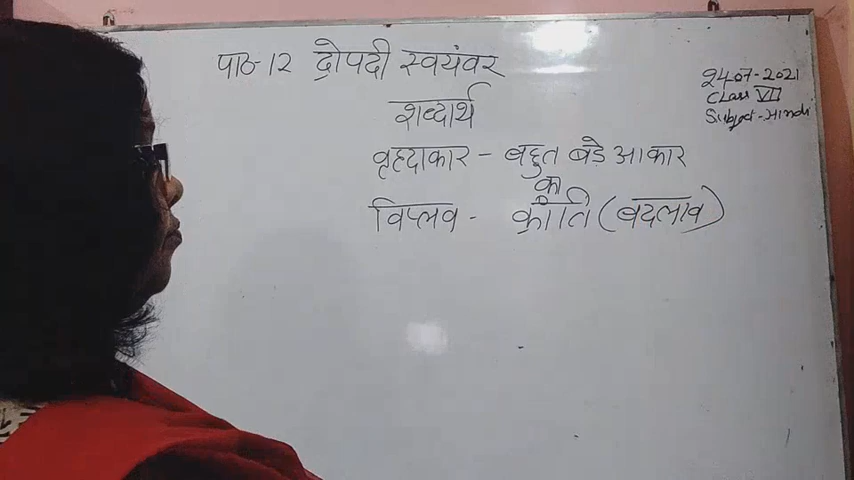 पाठ-12 द्रोपदी स्वयंवर
24-07-2021
Class VII
Subject-Hindi
शब्दार्थ
वृहदाकार - बहुत बड़े आकार
का
विप्लव - क्रांति (बदलाव)